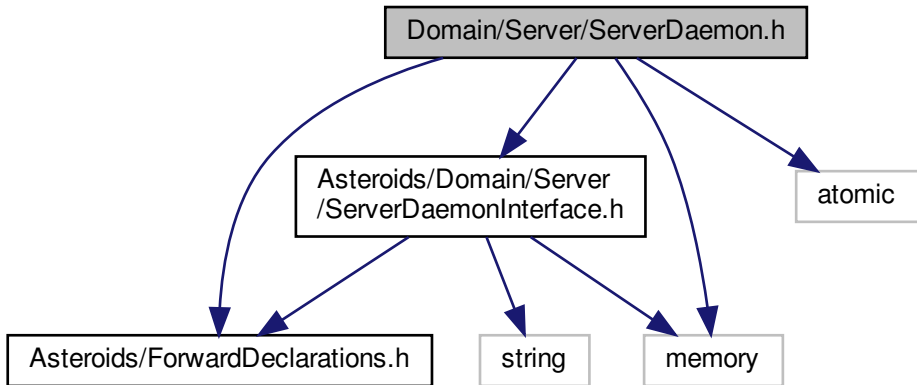 Domain/Server/ServerDaemon.h
Asteroids/Domain/Server
/ServerDaemonInterface.h
atomic
Asteroids/ForwardDeclarations.h
string
memory